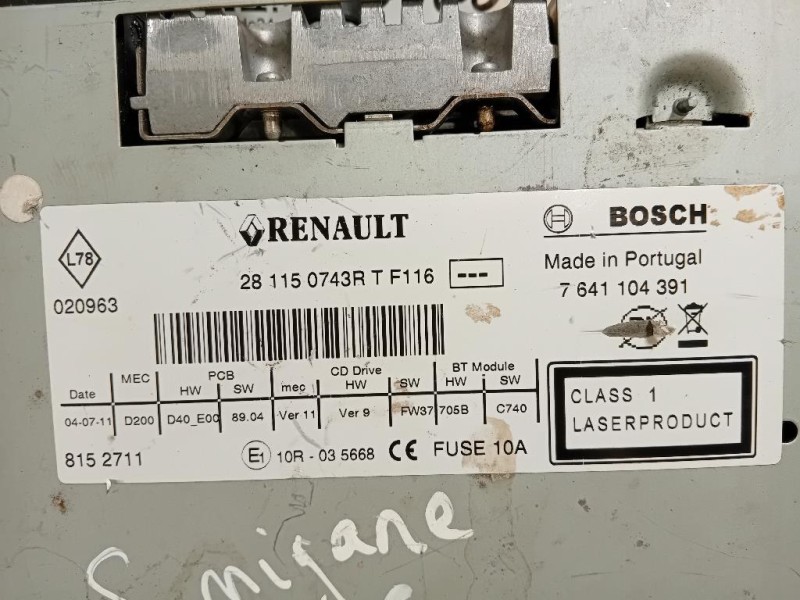 RENAULT
BOSCH
L78
28 115 0743R T F116 ---
Made in Portugal
020963
7 641 104 391
Date MEC PCB HW SW CD Drive mec HW SW BT Module HW SW
04-07-11 D200 D40_E00 89.04 Ver 11 Ver 9 FW37 705B C740
CLASS 1
LASERPRODUCT
815 2711
E1 10R - 03 5668 CE FUSE 10A
migane